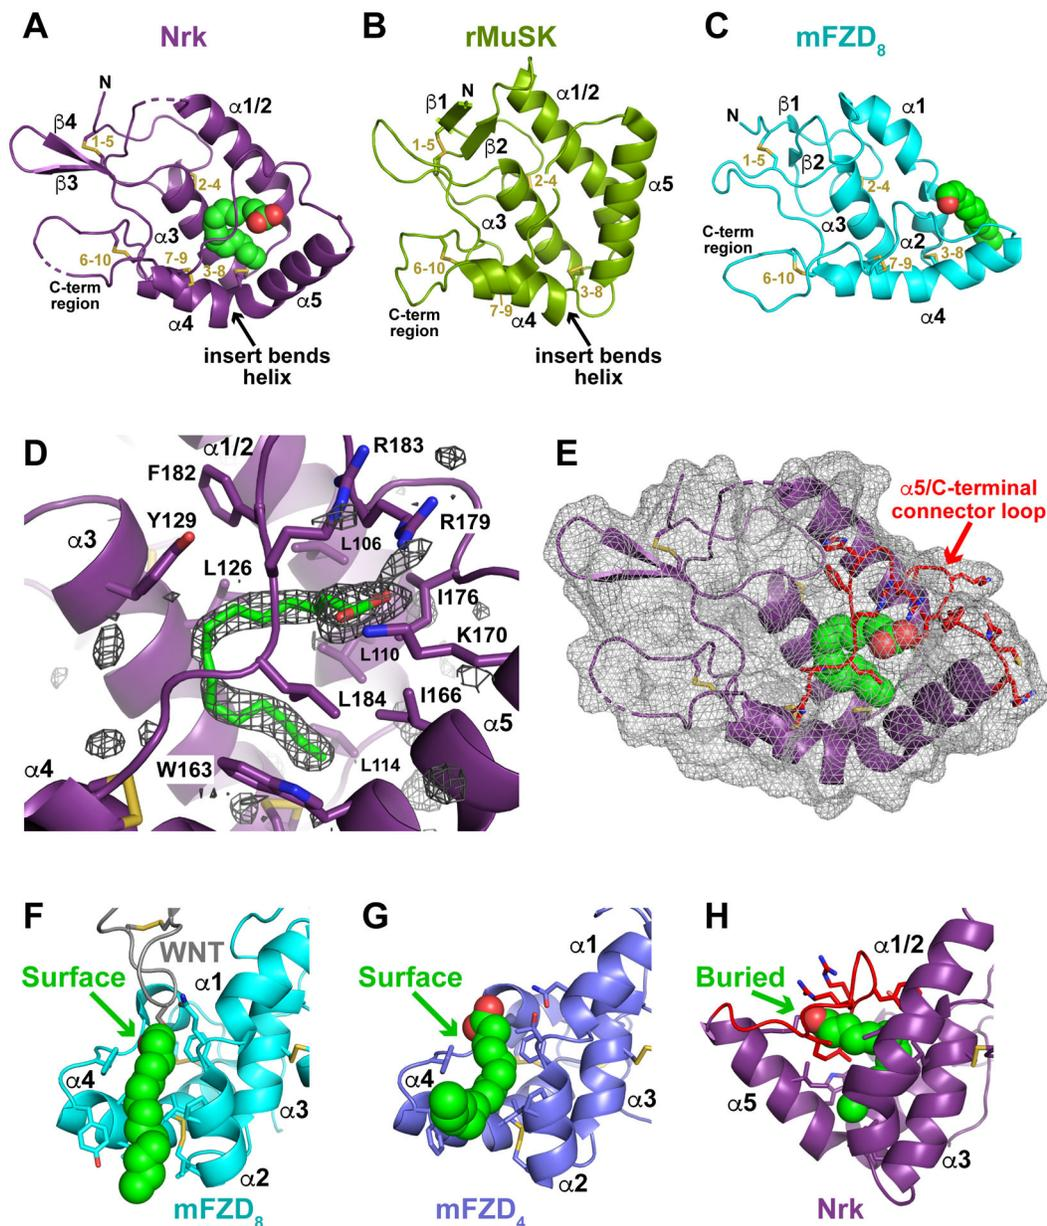 A
Nrk
N
β4
1-5
β3
α1/2
2-4
α3
6-10
7-9
3-8
C-term
region
α4
α5
insert bends
helix
B
rMuSK
β1
N
α1/2
1-5
β2
2-4
α5
α3
6-10
C-term
region
7-9
α4
3-8
insert bends
helix
C
mFZD8
N
β1
α1
1-5
β2
2-4
C-term
region
α3
α2
6-10
7-9
3-8
α4
D
α1/2
R183
F182
Y129
R179
α3
L106
L126
I176
K170
L110
L184
I166
α5
α4
W163
L114
E
α5/C-terminal
connector loop
F
WNT
Surface
α1
α4
α3
α2
mFZD8
G
α1
Surface
α4
α3
α2
mFZD4
H
α1/2
Buried
α5
α3
Nrk